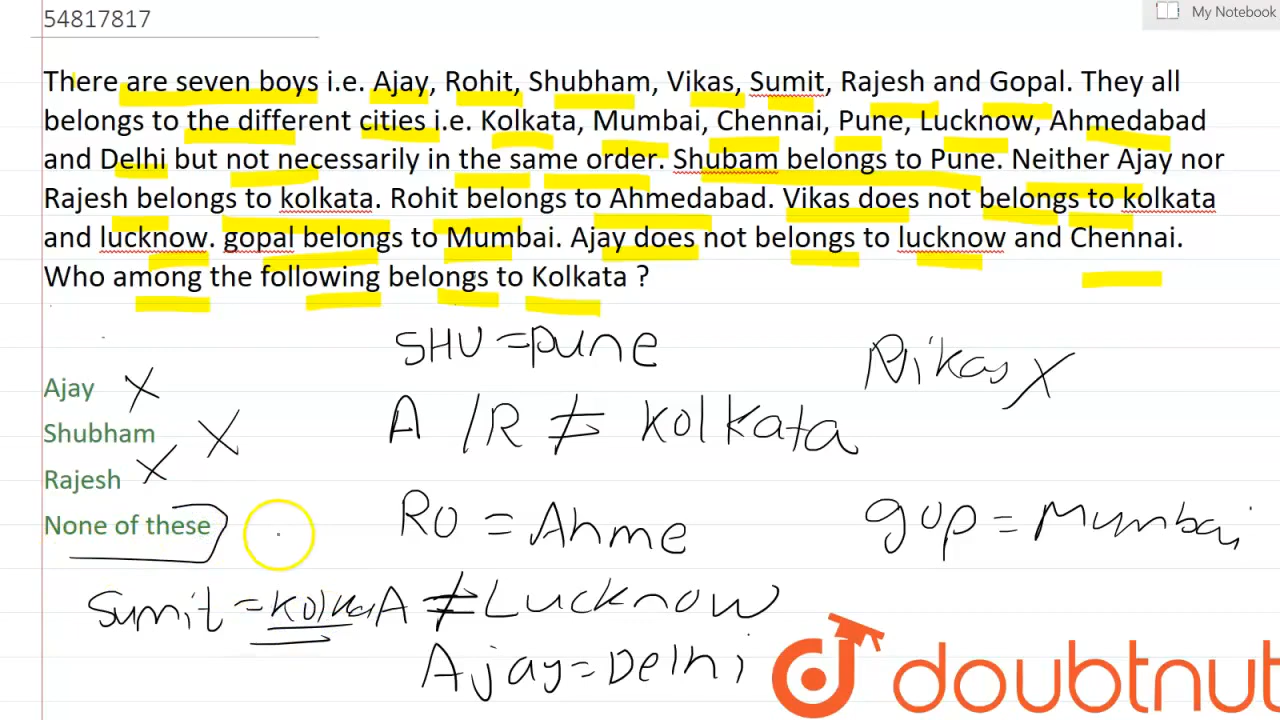 54817817
My Notebook
There are seven boys i.e. Ajay, Rohit, Shubham, Vikas, Sumit, Rajesh and Gopal. They all
belongs to the different cities i.e. Kolkata, Mumbai, Chennai, Pune, Lucknow, Ahmedabad
and Delhi but not necessarily in the same order. Shubam belongs to Pune. Neither Ajay nor
Rajesh belongs to kolkata. Rohit belongs to Ahmedabad. Vikas does not belongs to kolkata
and lucknow. gopal belongs to Mumbai. Ajay does not belongs to lucknow and Chennai.
Who among the following belongs to Kolkata ?
SHU = pune
Vikas X
Ajay X
A / R ≠ Kolkata
Shubham X
Rajesh X
Ro = Ahme
gop = Mumbai
None of these
Sumit = Kolka
A ≠ Lucknow
Ajay = Delhi
doubtnut